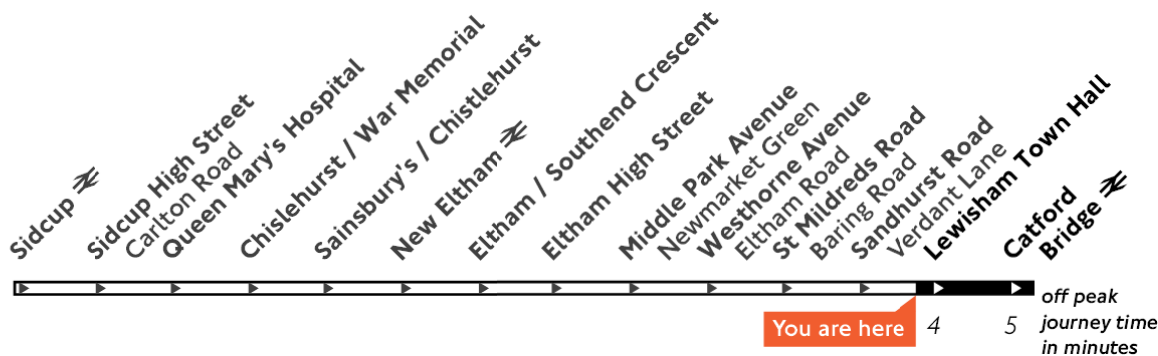 Sidcup
Sidcup High Street
Carlton Road
Queen Mary's Hospital
Chislehurst / War Memorial
Sainsbury's / Chistlehurst
New Eltham
Eltham / Southend Crescent
Eltham High Street
Middle Park Avenue
Newmarket Green
Westhorne Avenue
Eltham Road
St Mildreds Road
Baring Road
Sandhurst Road
Verdant Lane
Lewisham Town Hall
Catford
Bridge
You are here
4
5
off peak
journey time
in minutes